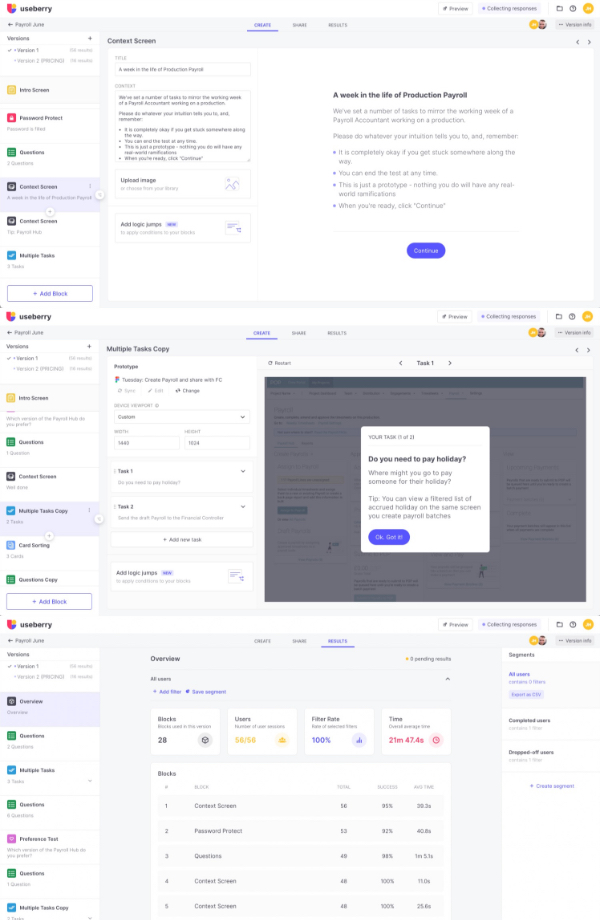 useberry
Preview
Collecting responses
JM
Payroll June
CREATE
SHARE
RESULTS
Version info
Versions
Version 1
Version 2 (PRICING)
Intro Screen
Password Protect
Password is filled
Questions
2 Questions
Context Screen
A week in the life of Production Payroll
Context Screen
Tip: Payroll Hub
Multiple Tasks
3 Tasks
+ Add Block
Context Screen
TITLE
A week in the life of Production Payroll
CONTEXT
We've set a number of tasks to mirror the working week
of a Payroll Accountant working on a production.
Please do whatever your intuition tells you to, and, remember:
It is completely okay if you get stuck somewhere along
the way.
You can end the test at any time.
This is just a prototype - nothing you do will have any
real-world ramifications
When you're ready, click "Continue"
Upload image
or choose from your library
Add logic jumps NEW
to apply conditions to your blocks
A week in the life of Production Payroll
We've set a number of tasks to mirror the working week of a
Payroll Accountant working on a production.
Please do whatever your intuition tells you to, and, remember:
It is completely okay if you get stuck somewhere along the
way.
You can end the test at any time.
This is just a prototype - nothing you do will have any real-
world ramifications
When you're ready, click "Continue"
Continue
useberry
Preview
Collecting responses
Payroll June
CREATE
SHARE
RESULTS
Version info
Versions
Version 1
Version 2 (PRICING)
Intro Screen
Which version of the Payroll Hub do
you prefer?
Questions
1 Question
Context Screen
Well done
Multiple Tasks Copy
2 Tasks
Card Sorting
3 Cards
Questions Copy
+ Add Block
Multiple Tasks Copy
Prototype
Tuesday: Create Payroll and share with FC
Sync
Edit
Change
DEVICE VIEWPORT
Custom
WIDTH
HEIGHT
1440
1024
Task 1
Do you need to pay holiday?
Task 2
Send the draft Payroll to the Financial Controller
+ Add new task
Add logic jumps NEW
to apply conditions to your blocks
Restart
Task 1
YOUR TASK (1 of 2)
Do you need to pay holiday?
Where might you go to pay
someone for their holiday?
Tip: You can view a filtered list of
accrued holiday on the same screen
you create payroll batches
Ok. Got it!
useberry
Preview
Collecting responses
Payroll June
CREATE
SHARE
RESULTS
Version info
Versions
Version 1
Version 2 (PRICING)
Overview
Overview
Questions
2 Questions
Multiple Tasks
3 Tasks
Questions
6 Questions
Preference Test
Which version of the Payroll Hub do
you prefer?
Questions
1 Question
Multiple Tasks Copy
2 Tasks
Overview
pending results
All users
+ Add filter
Save segment
Blocks
Blocks used in this version
28
Users
Number of user sessions
56/56
Filter Rate
Rate of selected filters
100%
Time
Overall average time
21m 47.4s
Blocks
#
BLOCK
TOTAL
SUCCESS
AVG TIME
1
Context Screen
56
95%
39.3s
2
Password Protect
53
92%
40.8s
3
Questions
49
98%
1m 5.1s
4
Context Screen
48
100%
11.0s
5
Context Screen
48
100%
25.6s
Segments
All users
contains 0 filters
Export as CSV
Completed users
contains 1 filter
Dropped-off users
contains 1 filter
+ Create segment